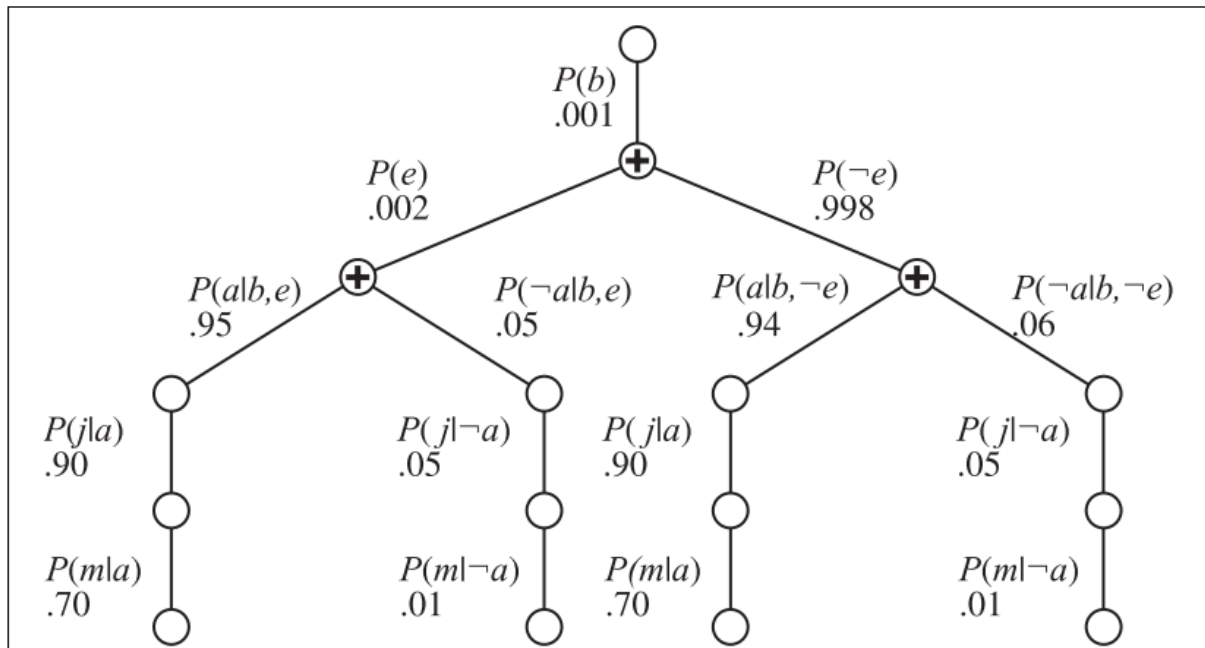 P(b)
.001
P(e)
.002
P(¬e)
.998
P(a|b,e)
.95
P(¬a|b,e)
.05
P(a|b,¬e)
.94
P(¬a|b,¬e)
.06
P(j|a)
.90
P(j|¬a)
.05
P(j|a)
.90
P(j|¬a)
.05
P(m|a)
.70
P(m|¬a)
.01
P(m|a)
.70
P(m|¬a)
.01